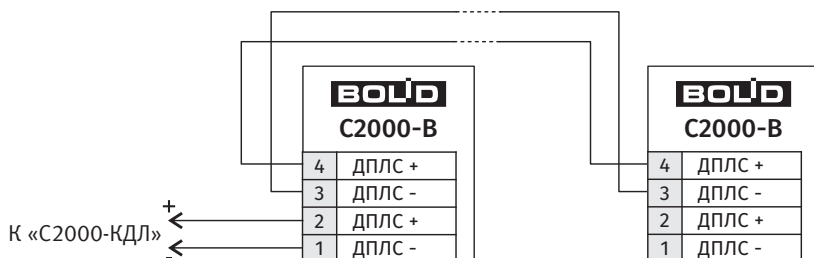 BOLID BOLID
С2000-В С2000-В
4 ДПЛС + 4 ДПЛС +
3 ДПЛС - 3 ДПЛС -
+
2 ДПЛС + 2 ДПЛС +
К «С2000-КДЛ»
1 ДПЛС - 1 ДПЛС -
-